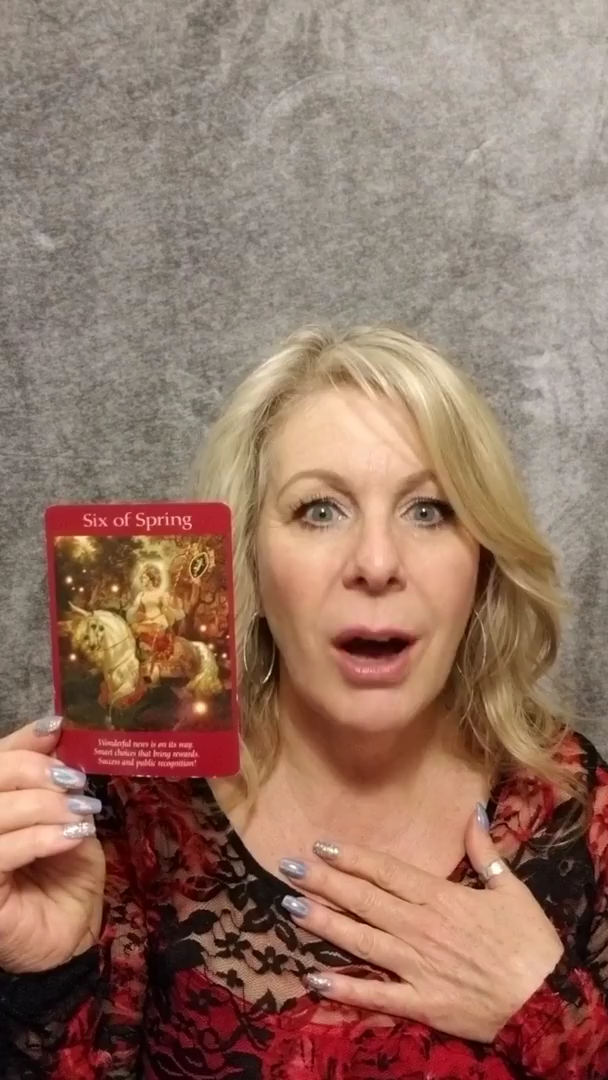 Six of Spring
Wonderful news is on its way.
Smart choices that bring rewards.
Success and public recognition!